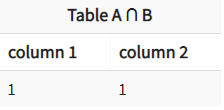 Table A ∩ B
column 1 column 2
1 1